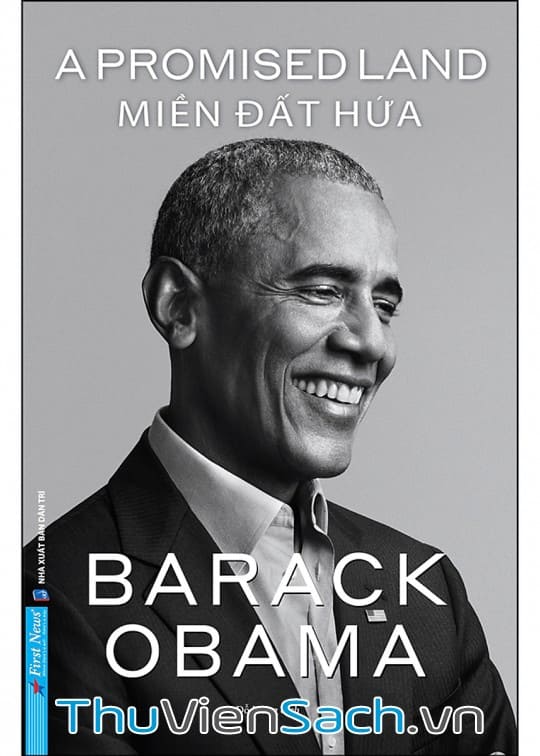 A PROMISED LAND
MIỀN ĐẤT HỨA
BARACK
OBAMA
NHÀ XUẤT BẢN DÂN TRÍ
First News
ThuVienSach.vn